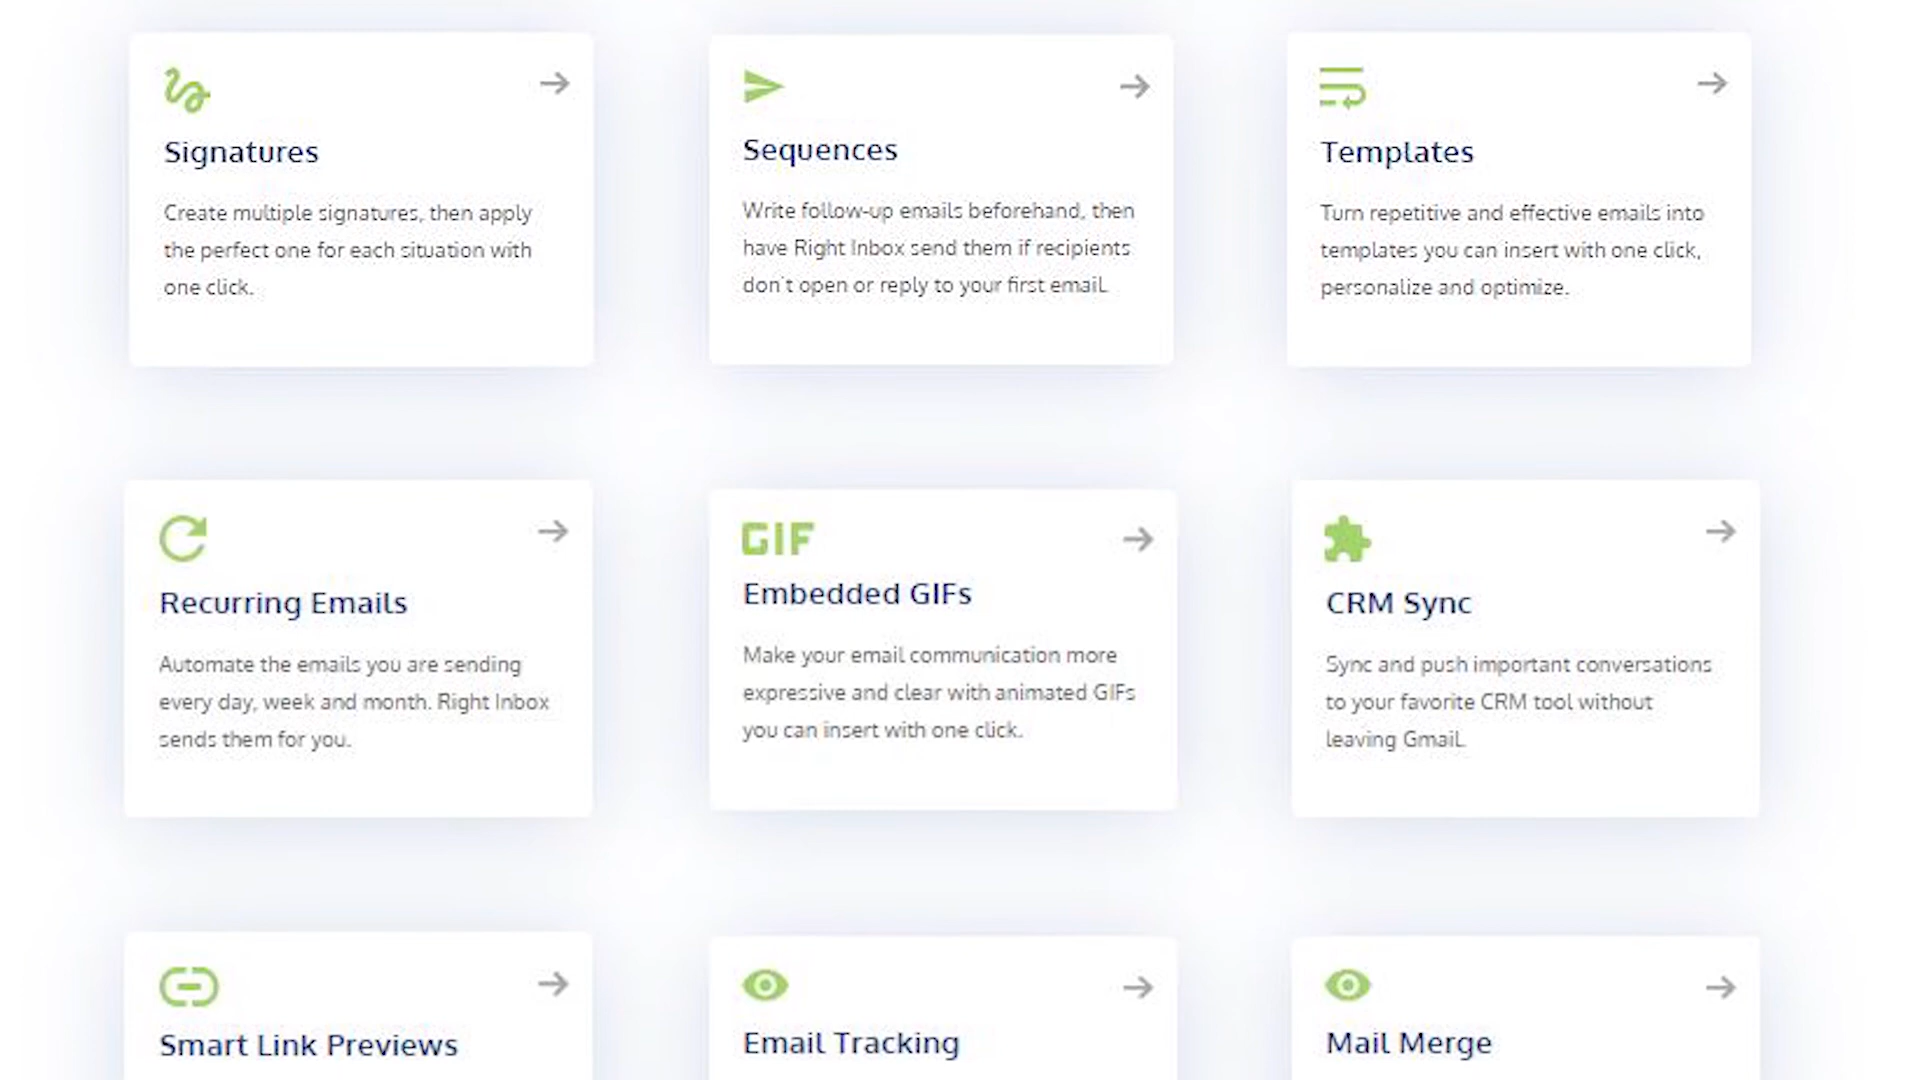 Signatures
Create multiple signatures, then apply
the perfect one for each situation with
one click.
Sequences
Write follow-up emails beforehand, then
have Right Inbox send them if recipients
don't open or reply to your first email.
Templates
Turn repetitive and effective emails into
templates you can insert with one click,
personalize and optimize.
Recurring Emails
Automate the emails you are sending
every day, week and month. Right Inbox
sends them for you.
GIF
Embedded GIFs
Make your email communication more
expressive and clear with animated GIFs
you can insert with one click.
CRM Sync
Sync and push important conversations
to your favorite CRM tool without
leaving Gmail.
Smart Link Previews
Email Tracking
Mail Merge